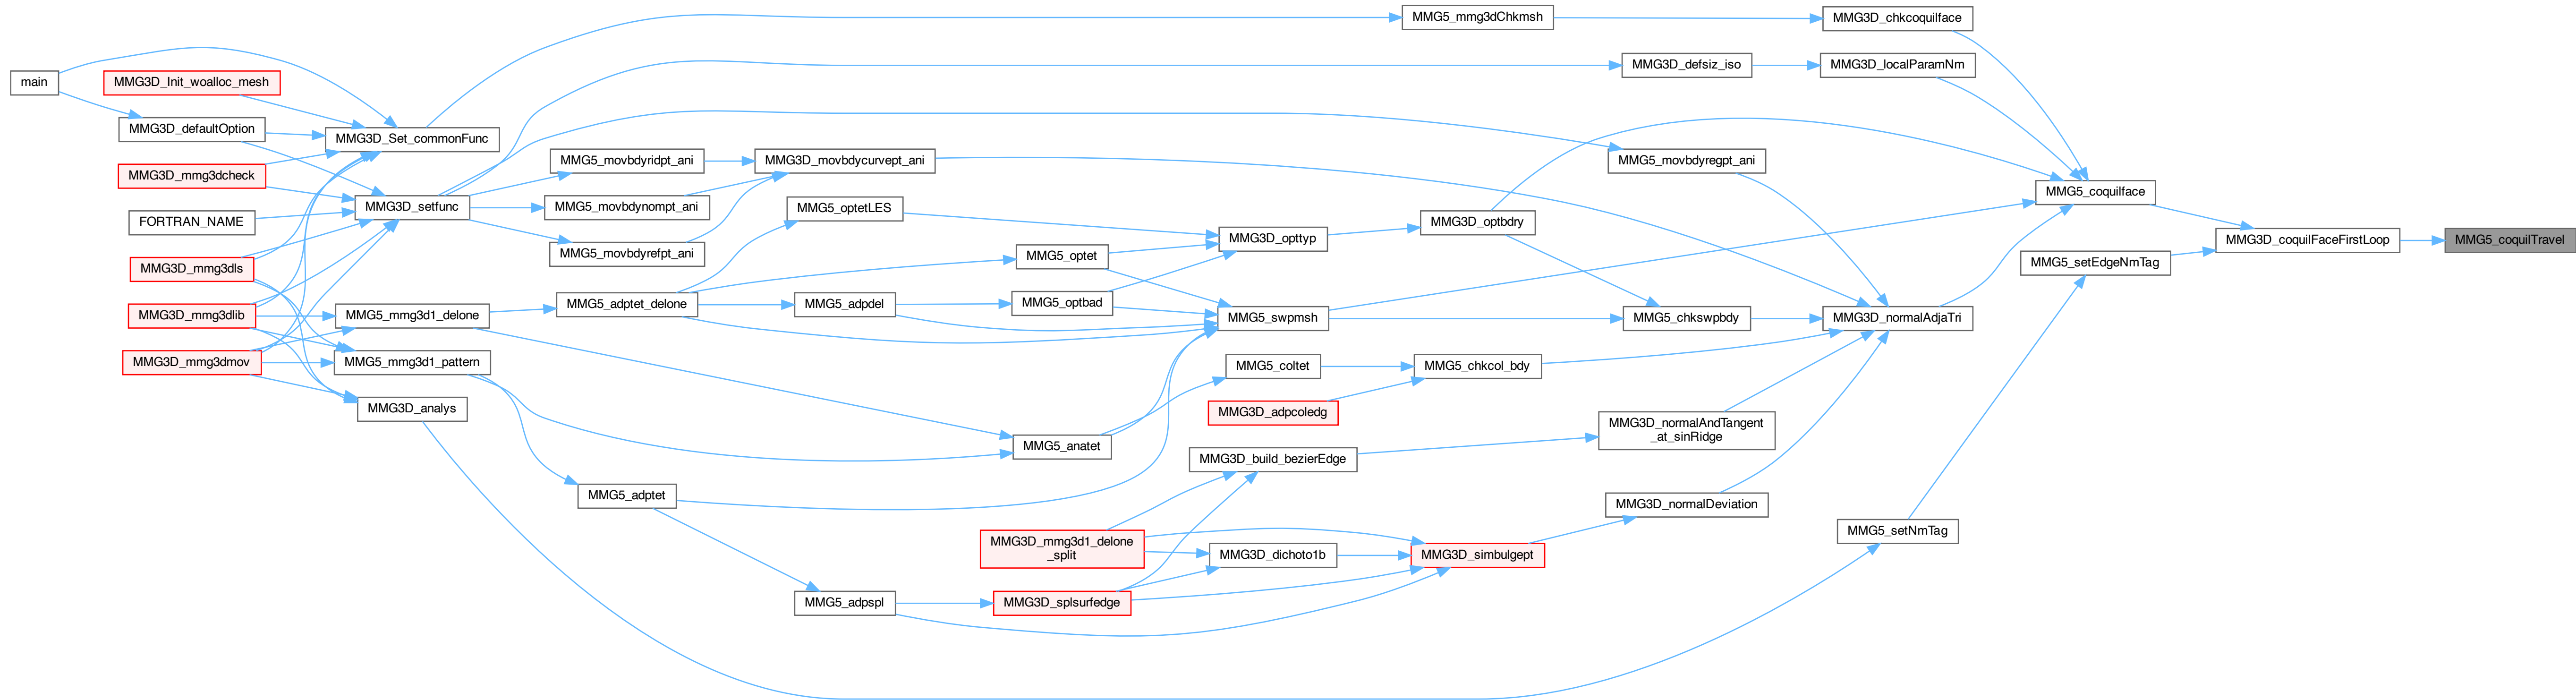 main
MMG3D_Init_woalloc_mesh
MMG3D_defaultOption
MMG3D_mmg3dcheck
FORTRAN_NAME
MMG3D_mmg3dls
MMG3D_mmg3dlib
MMG3D_mmg3dmov
MMG3D_Set_commonFunc
MMG3D_setfunc
MMG5_mmg3d1_delone
MMG5_mmg3d1_pattern
MMG3D_analys
MMG5_movbdyridpt_ani
MMG5_movbdynompt_ani
MMG5_movbdyrefpt_ani
MMG5_adptet_delone
MMG5_adptet
MMG3D_movbdycurvept_ani
MMG5_optetLES
MMG5_adpdel
MMG5_adpspl
MMG5_optet
MMG5_optbad
MMG5_anatet
MMG3D_mmg3d1_delone
_split
MMG3D_splsurfedge
MMG3D_opttyp
MMG5_swpmsh
MMG5_coltet
MMG3D_adpcoledg
MMG3D_build_bezierEdge
MMG3D_dichoto1b
MMG5_mmg3dChkmsh
MMG3D_optbdry
MMG5_chkcol_bdy
MMG3D_simbulgept
MMG3D_defsiz_iso
MMG5_movbdyregpt_ani
MMG5_chkswpbdy
MMG3D_normalAndTangent
_at_sinRidge
MMG3D_normalDeviation
MMG3D_chkcoquilface
MMG3D_localParamNm
MMG3D_normalAdjaTri
MMG5_setNmTag
MMG5_coquilface
MMG5_setEdgeNmTag
MMG3D_coquilFaceFirstLoop
MMG5_coquilTravel